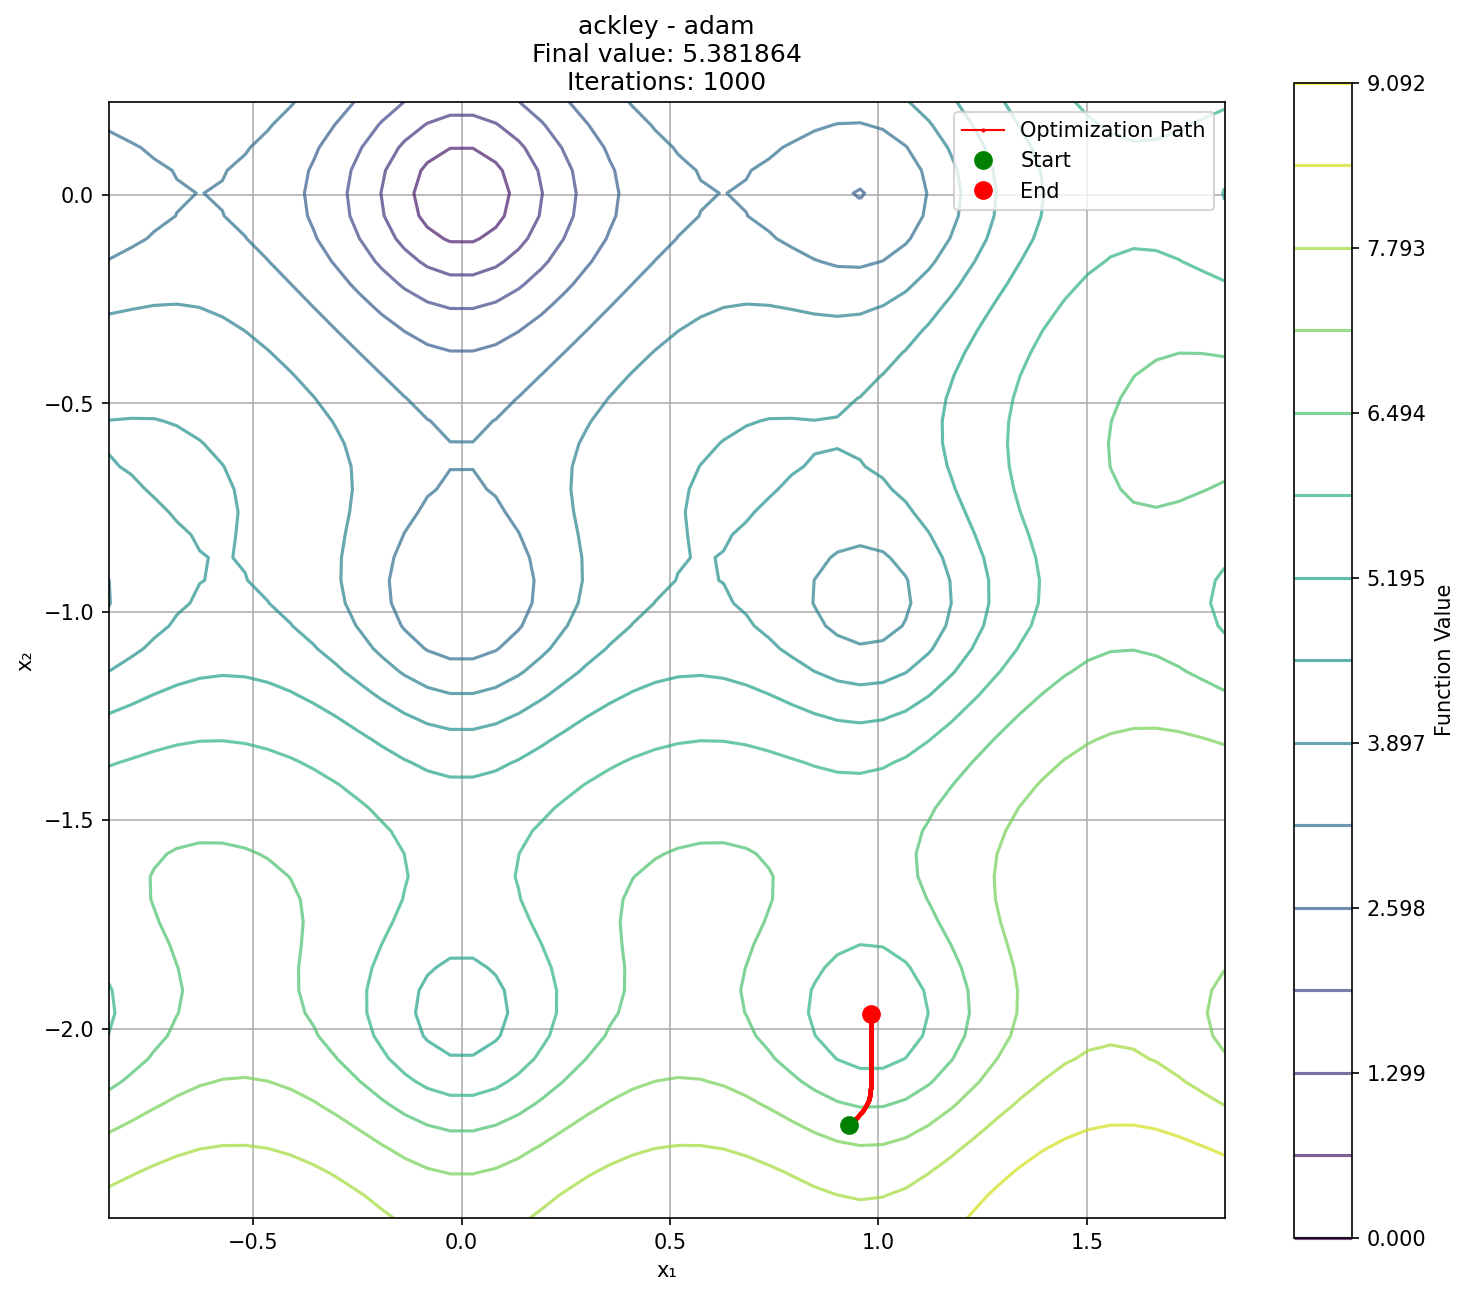 ackley - adam
Final value: 5.381864
Iterations: 1000
Optimization Path
Start
End
0.0
−0.5
−1.0
−1.5
−2.0
x₂
−0.5
0.0
0.5
1.0
1.5
x₁
9.092
7.793
6.494
5.195
3.897
2.598
1.299
0.000
Function Value